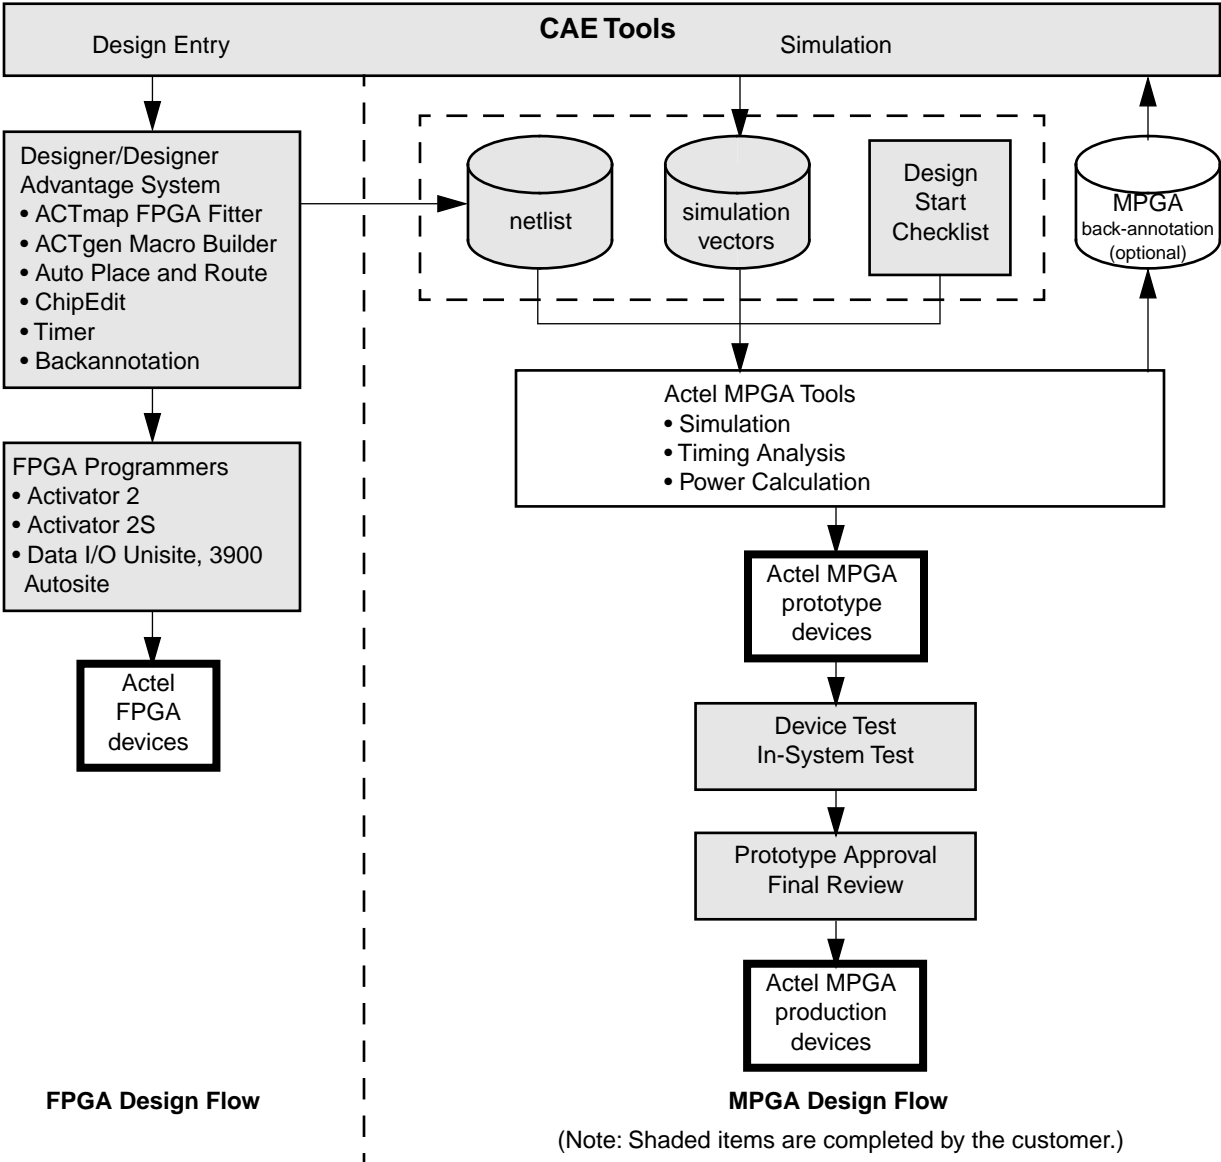 CAE Tools
Design Entry
Simulation
Designer/Designer
Advantage System
• ACTmap FPGA Fitter
• ACTgen Macro Builder
• Auto Place and Route
• ChipEdit
• Timer
• Backannotation
netlist
simulation
vectors
Design
Start
Checklist
MPGA
back-annotation
(optional)
Actel MPGA Tools
• Simulation
• Timing Analysis
• Power Calculation
FPGA Programmers
• Activator 2
• Activator 2S
• Data I/O Unisite, 3900
Autosite
Actel MPGA
prototype
devices
Actel
FPGA
devices
Device Test
In-System Test
Prototype Approval
Final Review
Actel MPGA
production
devices
FPGA Design Flow
MPGA Design Flow
(Note: Shaded items are completed by the customer.)